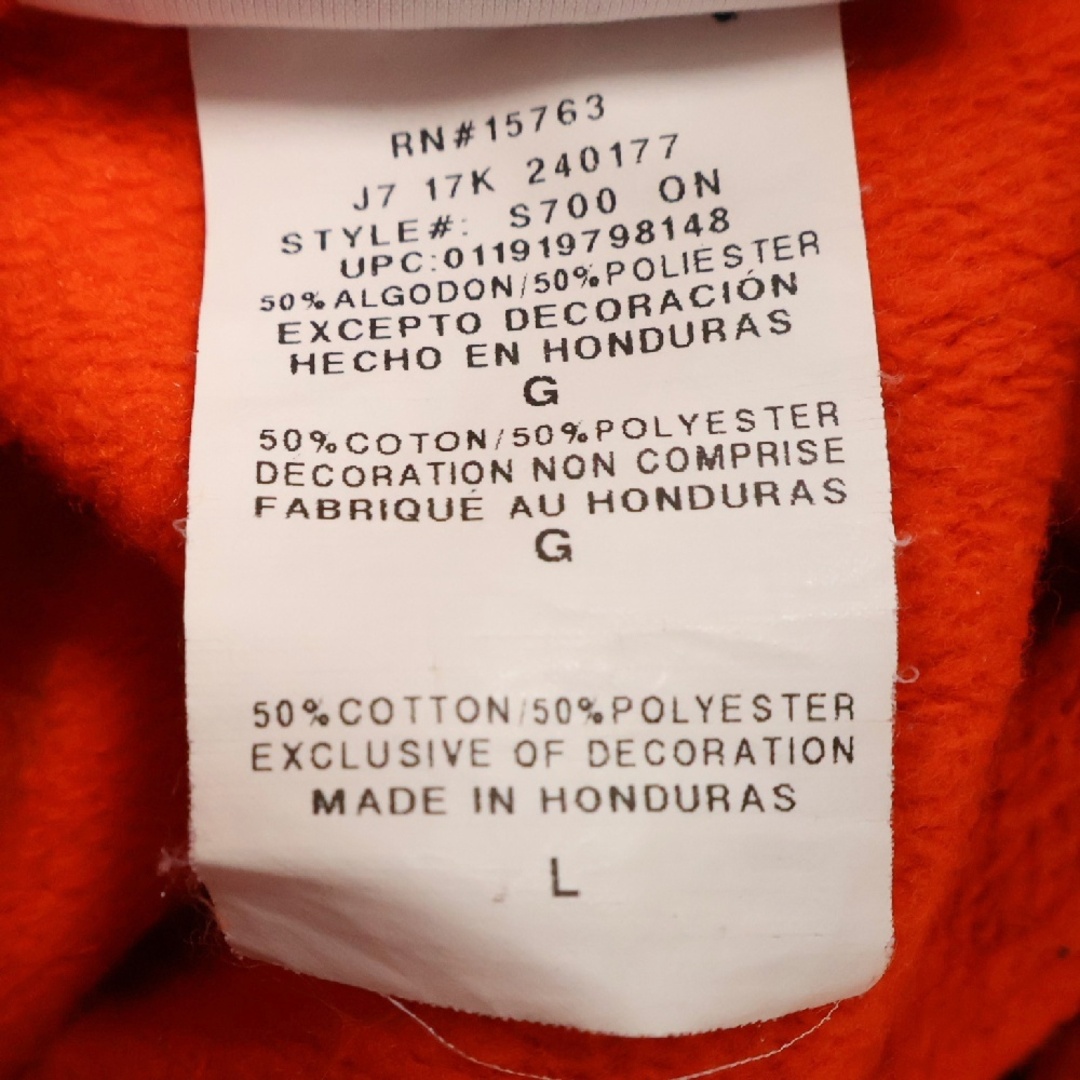 RN#15763
J7 17K 240177
STYLE#: S700 ON
UPC:011919798148
50%ALGODON/50%POLIESTER
EXCEPTO DECORACIÓN
HECHO EN HONDURAS
G
50%COTON/50%POLYESTER
DECORATION NON COMPRISE
FABRIQUÉ AU HONDURAS
G
50%COTTON/50%POLYESTER
EXCLUSIVE OF DECORATION
MADE IN HONDURAS
L